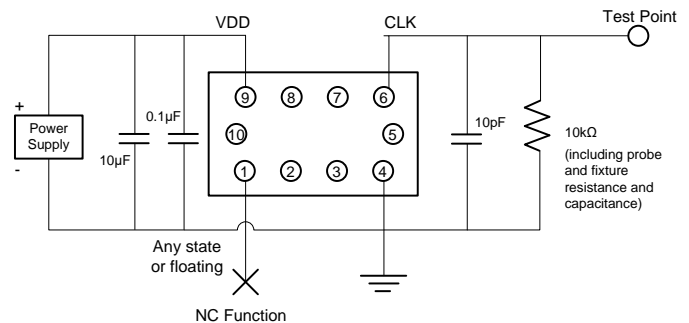 VDD
CLK
Test Point
+
Power
Supply
-
10µF
0.1µF
9
8
7
6
10
5
1
2
3
4
10pF
10kΩ
(including probe
and fixture
resistance and
capacitance)
Any state
or floating
NC Function